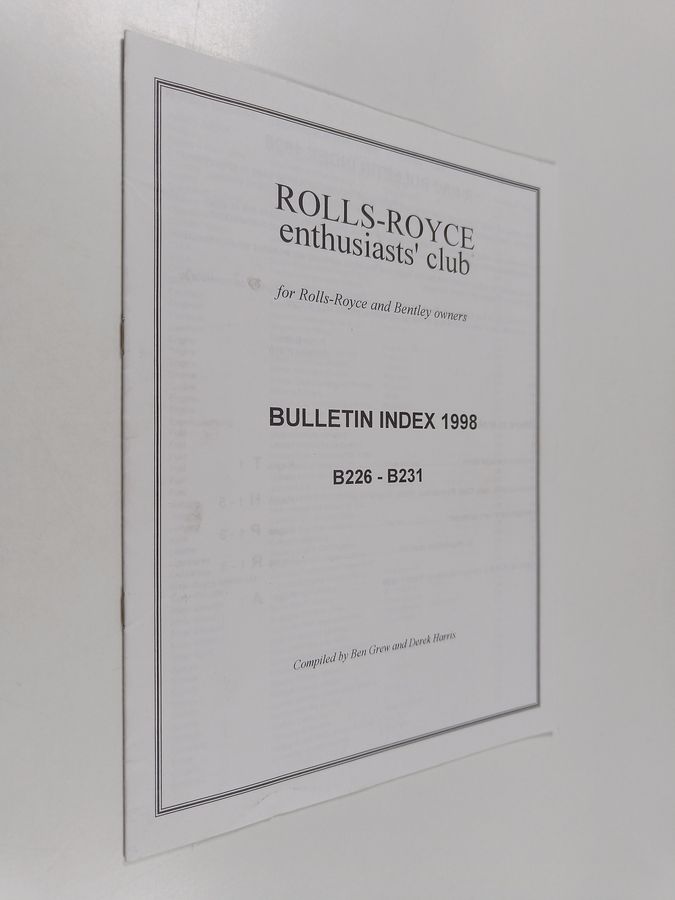 ROLLS-ROYCE
enthusiasts' club
for Rolls-Royce and Bentley owners
BULLETIN INDEX 1998
B226 - B231
Compiled by Ben Grew and Derek Harris